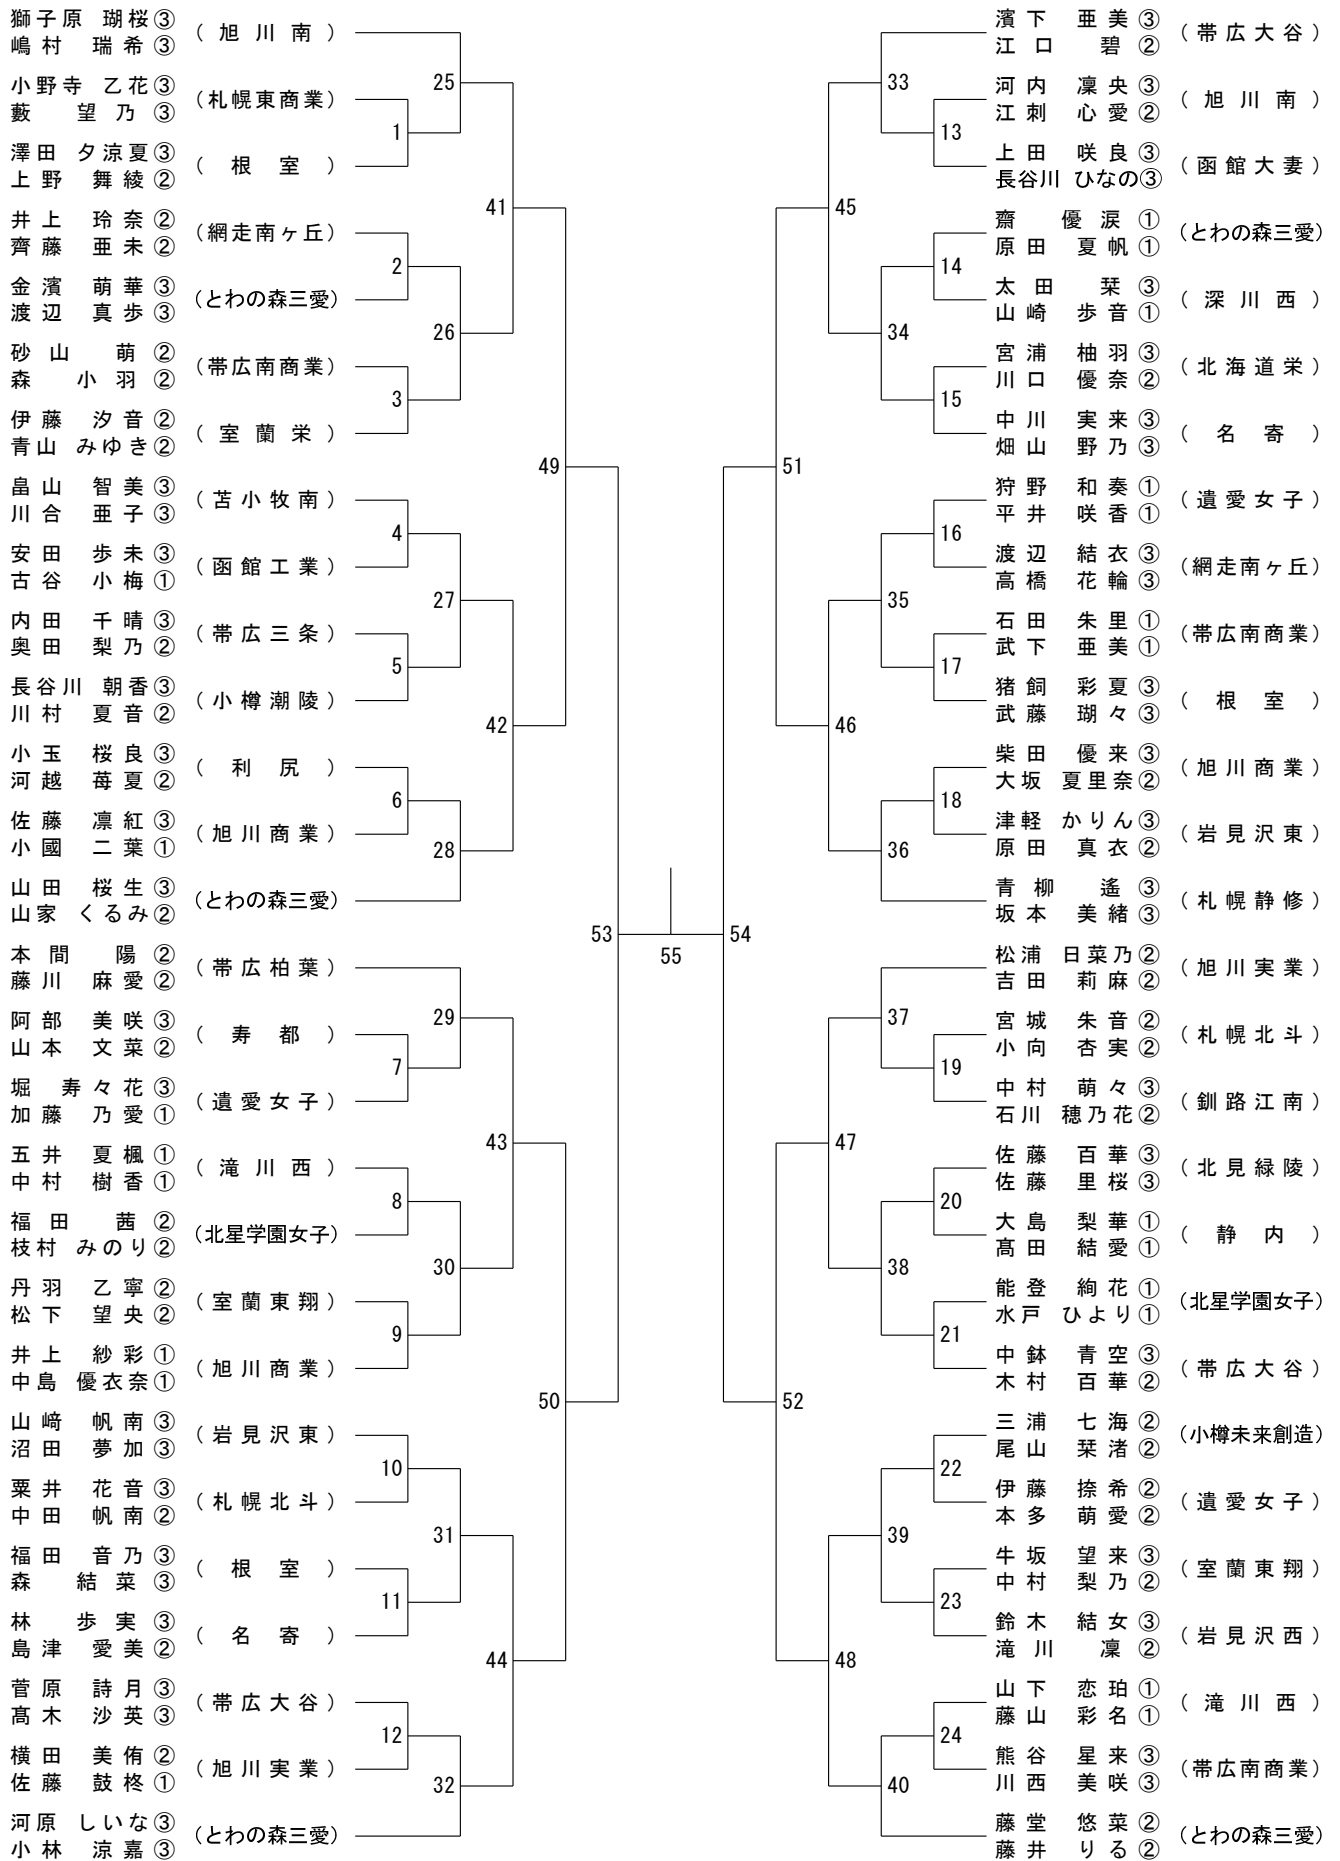 獅子原 瑚桜③
嶋村 瑞希③
(旭川南)
小野寺 乙花③
藪 望乃③
(札幌東商業)
澤田 夕涼夏③
上野 舞綾②
(根室)
井上 玲奈②
齊藤 亜未②
(網走南ヶ丘)
金濱 萌華③
渡辺 真歩③
(とわの森三愛)
砂山 萌②
森 小羽②
(帯広南商業)
伊藤 汐音②
青山 みゆき②
(室蘭栄)
畠山 智美③
川合 亜子③
(苫小牧南)
安田 歩未③
古谷 小梅①
(函館工業)
内田 千晴③
奥田 梨乃②
(帯広三条)
長谷川 朝香③
川村 夏音②
(小樽潮陵)
小玉 桜良③
河越 苺夏②
(利尻)
佐藤 凛紅③
小國 二葉①
(旭川商業)
山田 桜生③
山家 くるみ②
(とわの森三愛)
本間 陽②
藤川 麻愛②
(帯広柏葉)
阿部 美咲③
山本 文菜②
(寿都)
堀 寿々花③
加藤 乃愛①
(遺愛女子)
五井 夏楓①
中村 樹香①
(滝川西)
福田 茜②
枝村 みのり②
(北星学園女子)
丹羽 乙寧②
松下 望央②
(室蘭東翔)
井上 紗彩①
中島 優衣奈①
(旭川商業)
山﨑 帆南③
沼田 夢加③
(岩見沢東)
粟井 花音③
中田 帆南②
(札幌北斗)
福田 音乃③
森 結菜③
(根室)
林 歩実③
島津 愛美②
(名寄)
菅原 詩月③
髙木 沙英③
(帯広大谷)
横田 美侑②
佐藤 鼓柊①
(旭川実業)
河原 しいな③
小林 涼嘉③
(とわの森三愛)
1
2
3
4
5
6
7
8
9
10
11
12
25
26
27
28
29
30
31
32
41
42
43
44
49
50
53
55
54
51
52
45
46
47
48
33
34
35
36
37
38
39
40
13
14
15
16
17
18
19
20
21
22
23
24
濱下 亜美③
江口 碧②
(帯広大谷)
河内 凜央③
江刺 心愛②
(旭川南)
上田 咲良③
長谷川 ひなの③
(函館大妻)
齋 優涙①
原田 夏帆①
(とわの森三愛)
太田 栞③
山崎 歩音①
(深川西)
宮浦 柚羽③
川口 優奈②
(北海道栄)
中川 実来③
畑山 野乃③
(名寄)
狩野 和奏①
平井 咲香①
(遺愛女子)
渡辺 結衣③
高橋 花輪③
(網走南ヶ丘)
石田 朱里①
武下 亜美①
(帯広南商業)
猪飼 彩夏③
武藤 瑚々③
(根室)
柴田 優来③
大坂 夏里奈②
(旭川商業)
津軽 かりん③
原田 真衣②
(岩見沢東)
青柳 遙③
坂本 美緒③
(札幌静修)
松浦 日菜乃②
吉田 莉麻②
(旭川実業)
宮城 朱音②
小向 杏実②
(札幌北斗)
中村 萌々③
石川 穂乃花②
(釧路江南)
佐藤 百華③
佐藤 里桜③
(北見緑陵)
大島 梨華①
髙田 結愛①
(静内)
能登 絢花①
水戸 ひより①
(北星学園女子)
中鉢 青空③
木村 百華②
(帯広大谷)
三浦 七海②
尾山 栞渚②
(小樽未来創造)
伊藤 捺希②
本多 萌愛②
(遺愛女子)
牛坂 望来③
中村 梨乃②
(室蘭東翔)
鈴木 結女③
滝川 凜②
(岩見沢西)
山下 恋珀①
藤山 彩名①
(滝川西)
熊谷 星来③
川西 美咲③
(帯広南商業)
藤堂 悠菜②
藤井 りる②
(とわの森三愛)